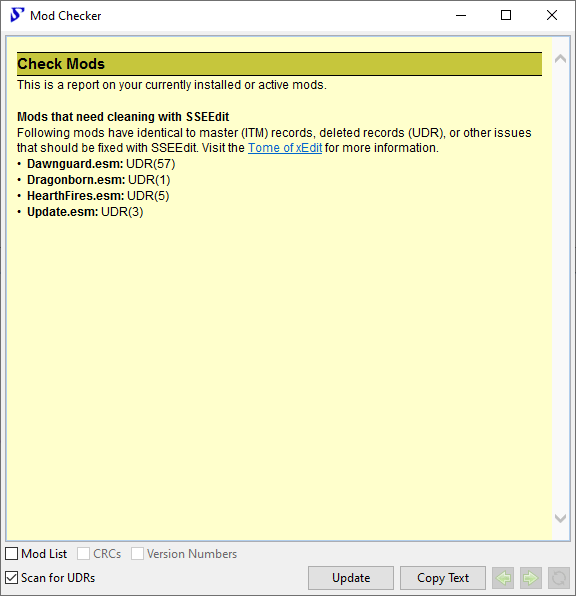 Mod Checker
Check Mods
This is a report on your currently installed or active mods.
Mods that need cleaning with SSEEdit
Following mods have identical to master (ITM) records, deleted records (UDR), or other issues
that should be fixed with SSEEdit. Visit the Tome of xEdit for more information.
• Dawnguard.esm: UDR(57)
• Dragonborn.esm: UDR(1)
• HearthFires.esm: UDR(5)
• Update.esm: UDR(3)
Mod List CRCs Version Numbers
Scan for UDRs Update Copy Text